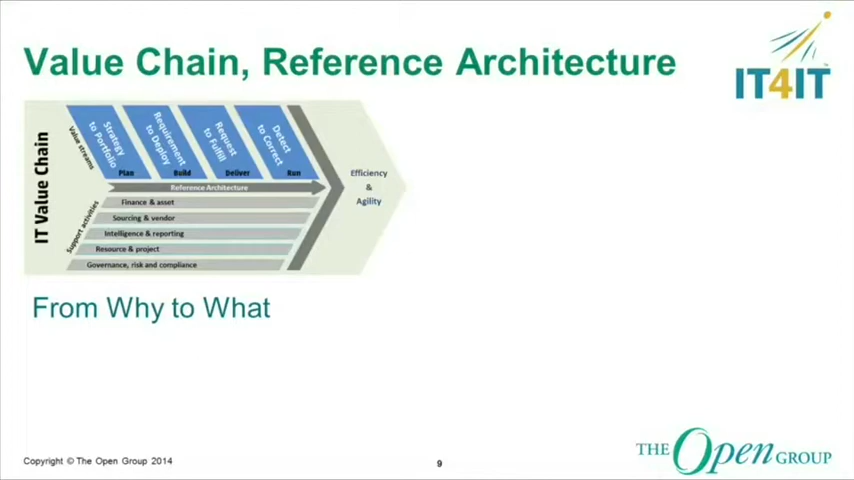 Value Chain, Reference Architecture
IT4IT™
IT Value Chain
Value streams
Strategy
to Portfolio
Plan
Requirement
to Deploy
Build
Request
to Fulfill
Deliver
Detect
to Correct
Run
Reference Architecture
Support activities
Finance & asset
Sourcing & vendor
Intelligence & reporting
Resource & project
Governance, risk and compliance
Efficiency
&
Agility
From Why to What
Copyright © The Open Group 2014
9
THE Open GROUP